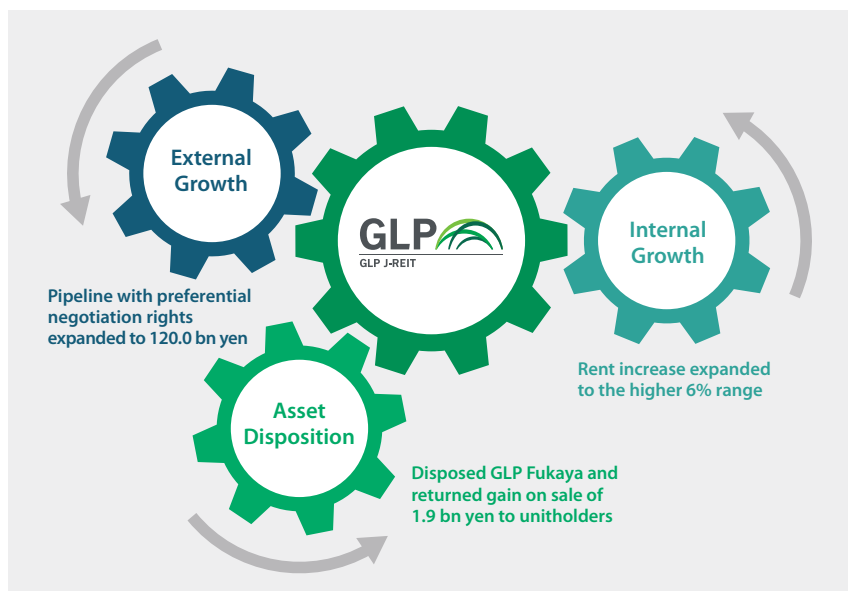 External
Growth
Pipeline with preferential
negotiation rights
expanded to 120.0 bn yen
GLP
GLP J-REIT
Internal
Growth
Rent increase expanded
to the higher 6% range
Asset
Disposition
Disposed GLP Fukaya and
returned gain on sale of
1.9 bn yen to unitholders